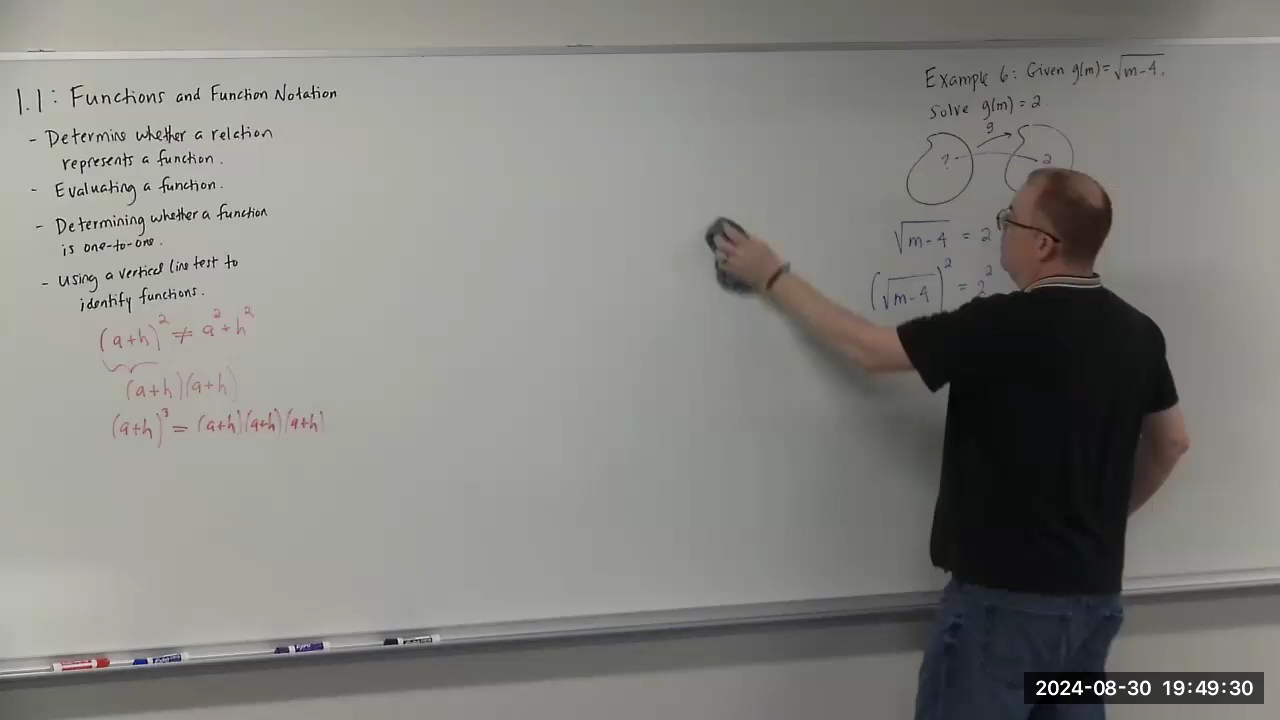 1.1: Functions and Function Notation
- Determine whether a relation
represents a function.
- Evaluating a function.
- Determining whether a function
is one-to-one.
- Using a vertical line test to
identify functions.
(a+h)² ≠ a²+h²
(a+h)(a+h)
(a+h)³ = (a+h)(a+h)(a+h)
Example 6: Given g(m)=√m-4,
solve g(m) = 2
g
? 2
√m-4 = 2
(√m-4)² = 2²
2024-08-30 19:49:30